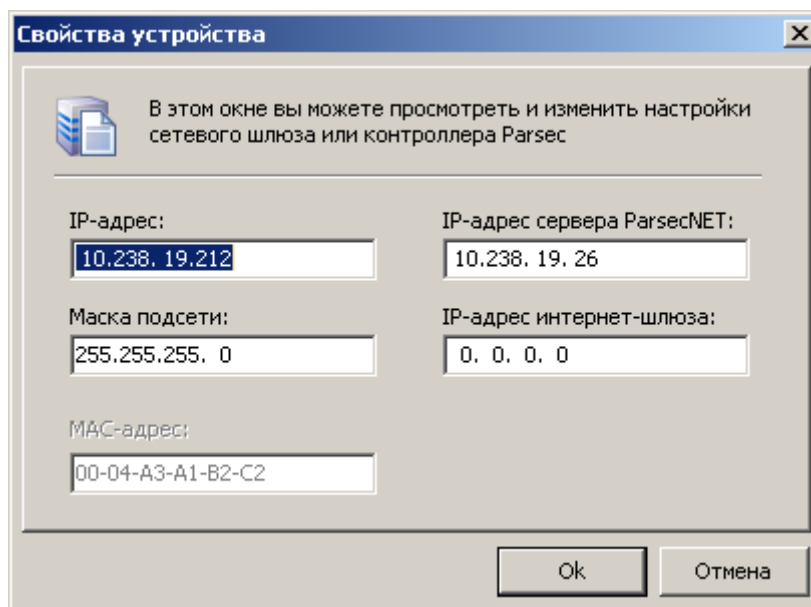 Свойства устройства
В этом окне вы можете просмотреть и изменить настройки
сетевого шлюза или контроллера Parsec
IP-адрес:
10.238. 19.212
IP-адрес сервера ParsecNET:
10.238. 19. 26
Маска подсети:
255.255.255. 0
IP-адрес интернет-шлюза:
0. 0. 0. 0
MAC-адрес:
00-04-A3-A1-B2-C2
Ok
Отмена